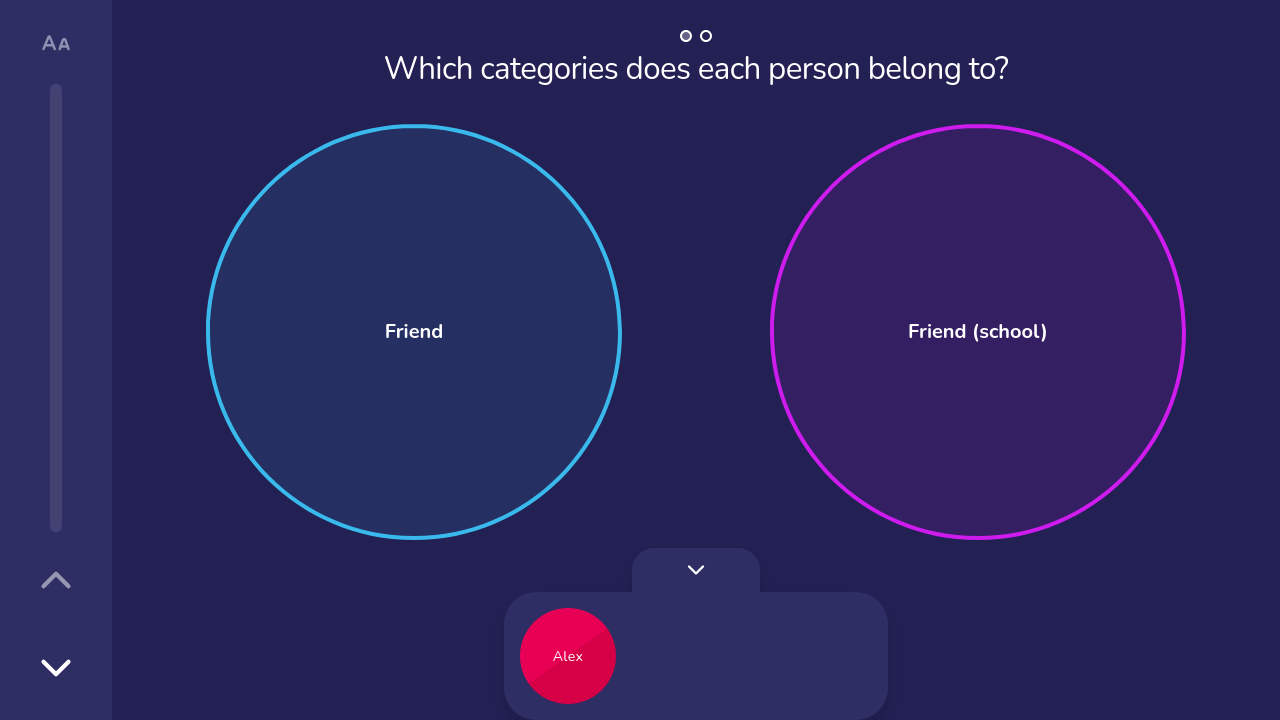 AA
Which categories does each person belong to?
Friend
Friend (school)
Alex